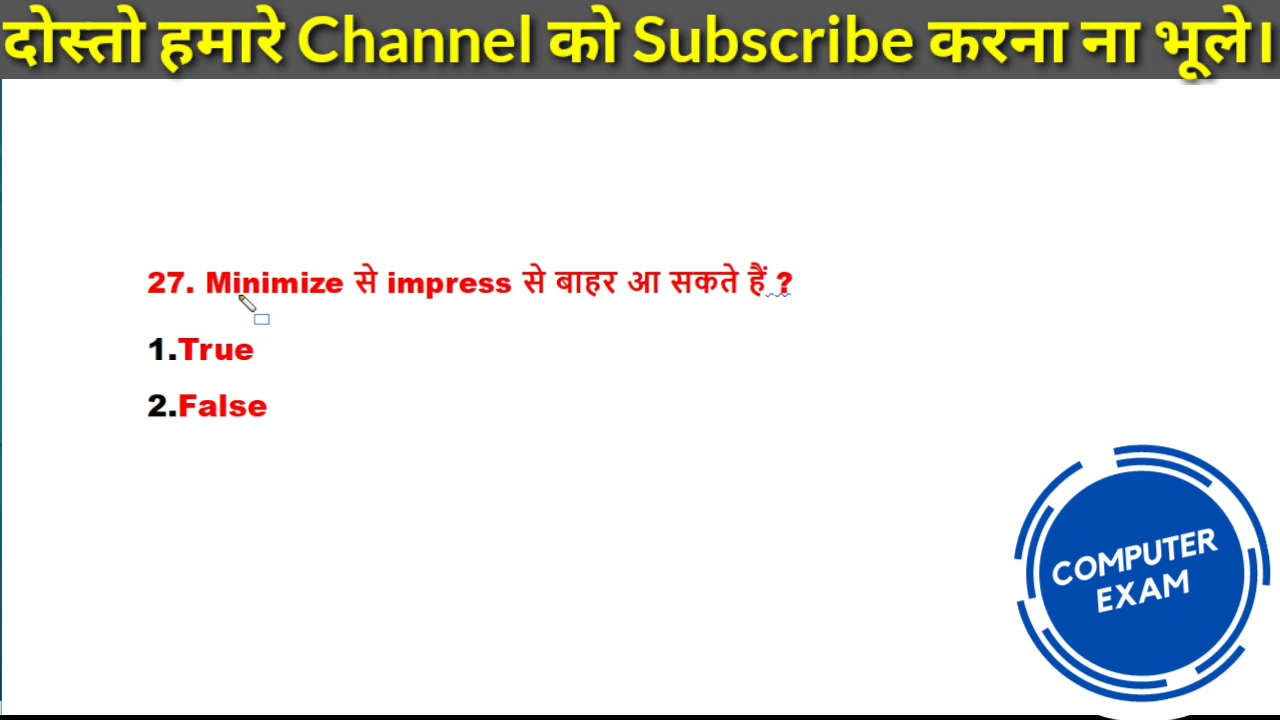 दोस्तो हमारे Channel को Subscribe करना ना भूले।
27. Minimize से impress से बाहर आ सकते हैं ?
1.True
2.False
COMPUTER
EXAM